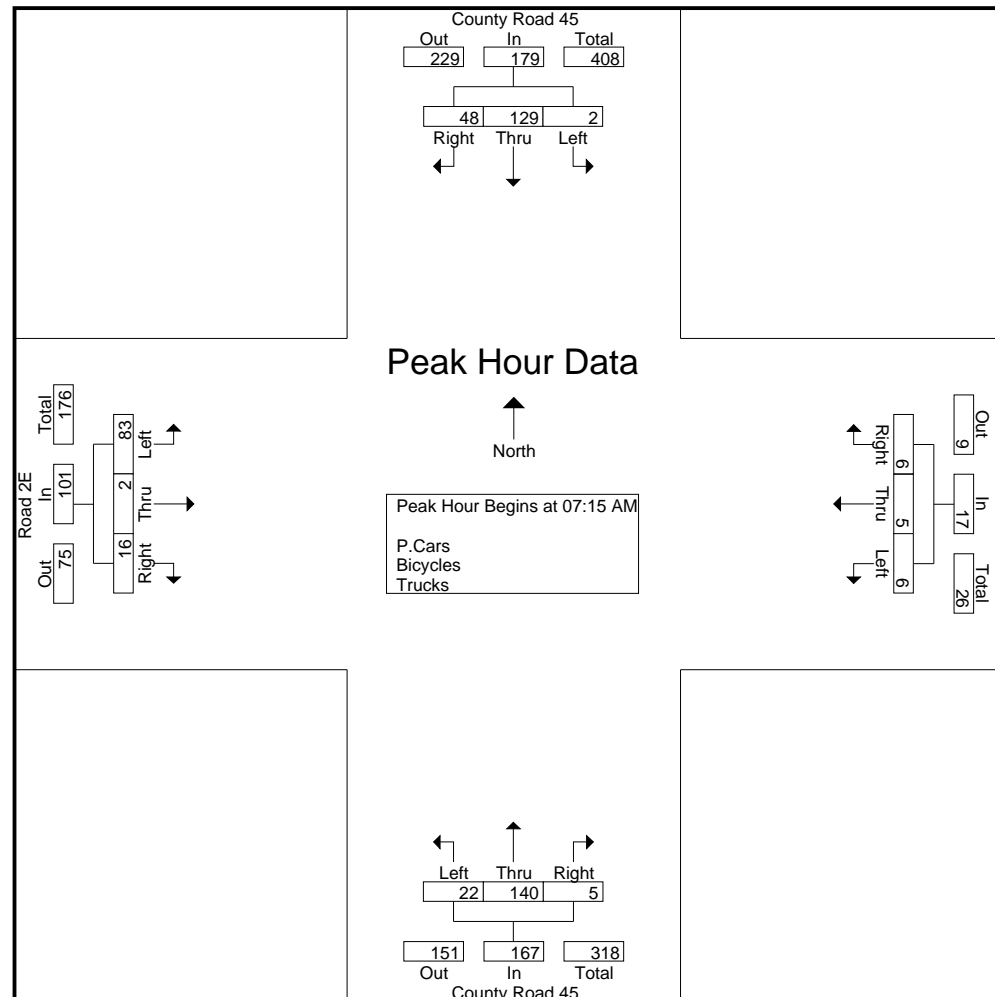 County Road 45
Out In Total
229 179 408
48 129 2
Right Thru Left
Peak Hour Data
North
Peak Hour Begins at 07:15 AM
P.Cars
Bicycles
Trucks
Road 2E
Out In Total
75 101 176
16 2 83
Right Thru Left
Right Thru Left
6 5 6
Out In Total
9 17 26
Left Thru Right
22 140 5
151 167 318
Out In Total
County Road 45